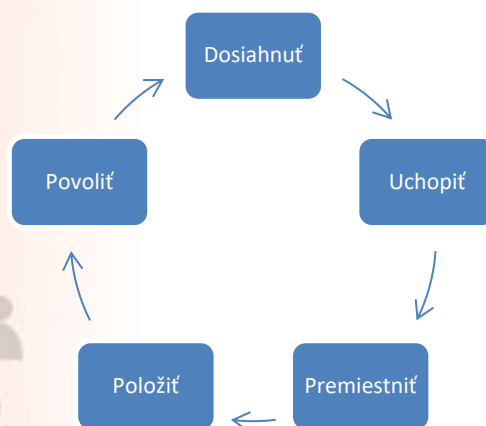 Dosiahnuť
Uchopiť
Premiestniť
Položiť
Povoliť